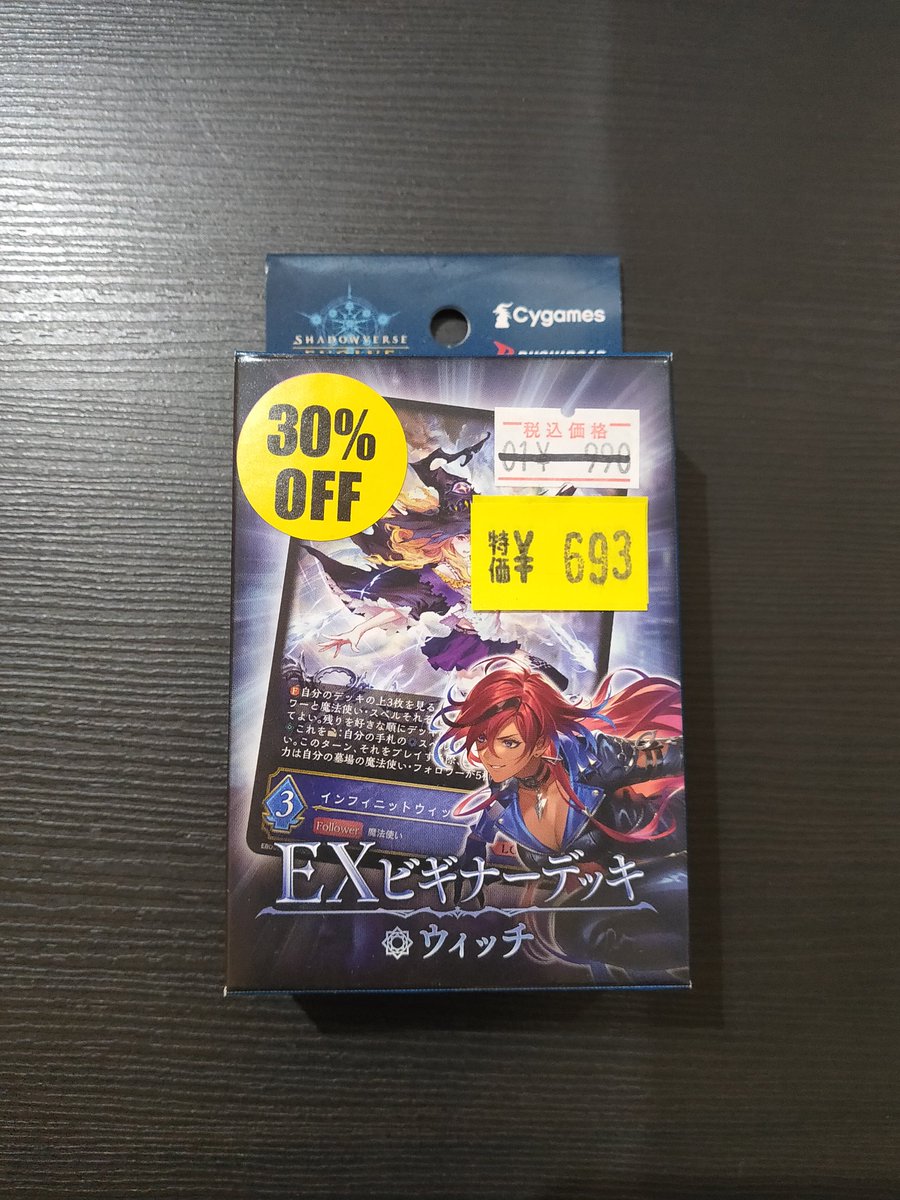 SHADOWVERSE
EVOLVE
Cygames
BUSHIROAD
30%
OFF
税込価格
01¥ 990
特価 ¥ 693
自分のデッキの上3枚を見る
ワーと魔法使い・スペルそれぞ
てよい。残りを好きな順にデッ
これを
:自分の手札の
い。このターン、それをプレイす
力は自分の墓場の魔法使い・フォロワーが5
3
インフィニットウィッ
Follower 魔法使い
EXビギナーデッキ
ウィッチ